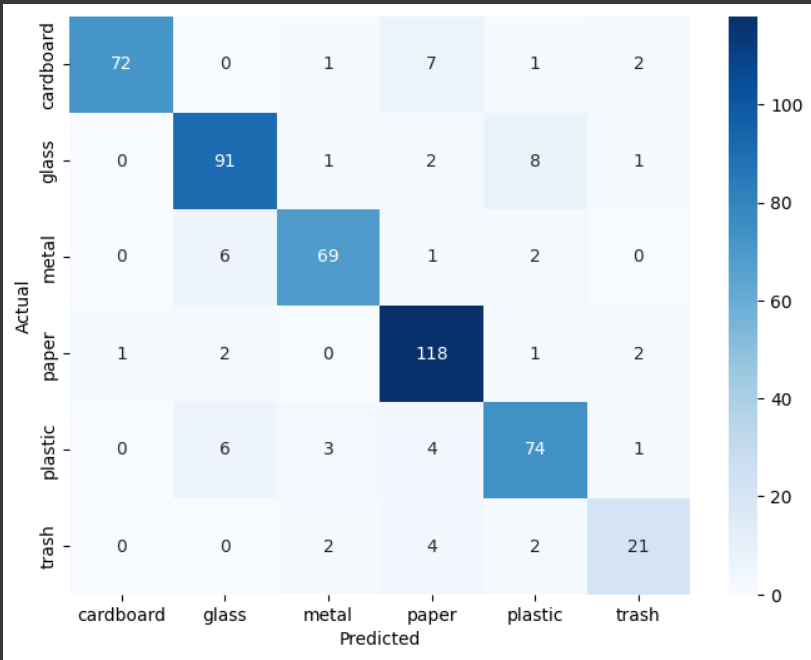 cardboard 72 0 1 7 1 2
glass 0 91 1 2 8 1
metal 0 6 69 1 2 0
paper 1 2 0 118 1 2
plastic 0 6 3 4 74 1
trash 0 0 2 4 2 21
cardboard glass metal paper plastic trash
Predicted
Actual
100
80
60
40
20
0